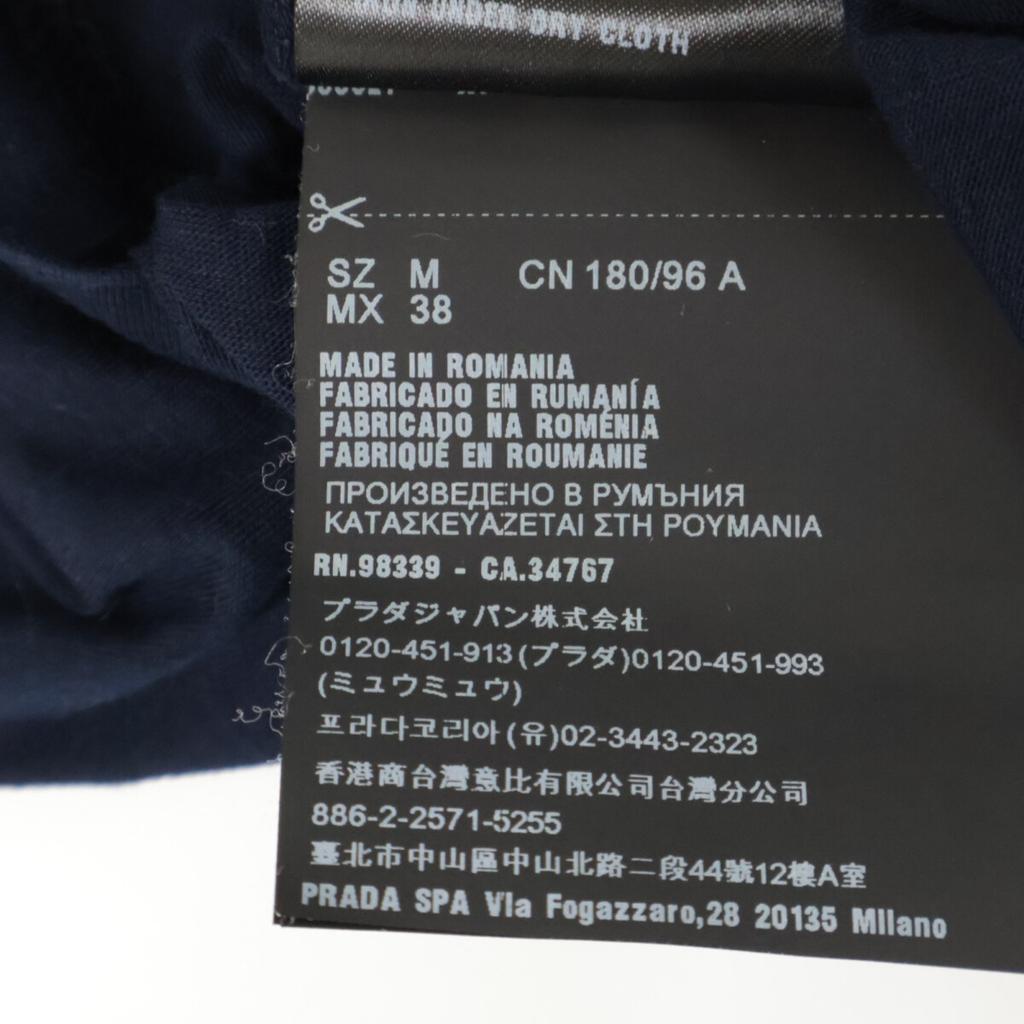 IRON UNDER DRY CLOTH
SZ M CN 180/96 A
MX 38
MADE IN ROMANIA
FABRICADO EN RUMANÍA
FABRICADO NA ROMÉNIA
FABRIQUÉ EN ROUMANIE
ПРОИЗВЕДЕНО В РУМЪНИЯ
ΚΑΤΑΣΚΕΥΑΖΕΤΑΙ ΣΤΗ ΡΟΥΜΑΝΙΑ
RN.98339 - CA.34767
プラダジャパン株式会社
0120-451-913(プラダ)0120-451-993
(ミュウミュウ)
프라다코리아(유)02-3443-2323
香港商台灣意比有限公司台灣分公司
886-2-2571-5255
臺北市中山區中山北路二段44號12樓A室
PRADA SPA Via Fogazzaro,28 20135 Milano